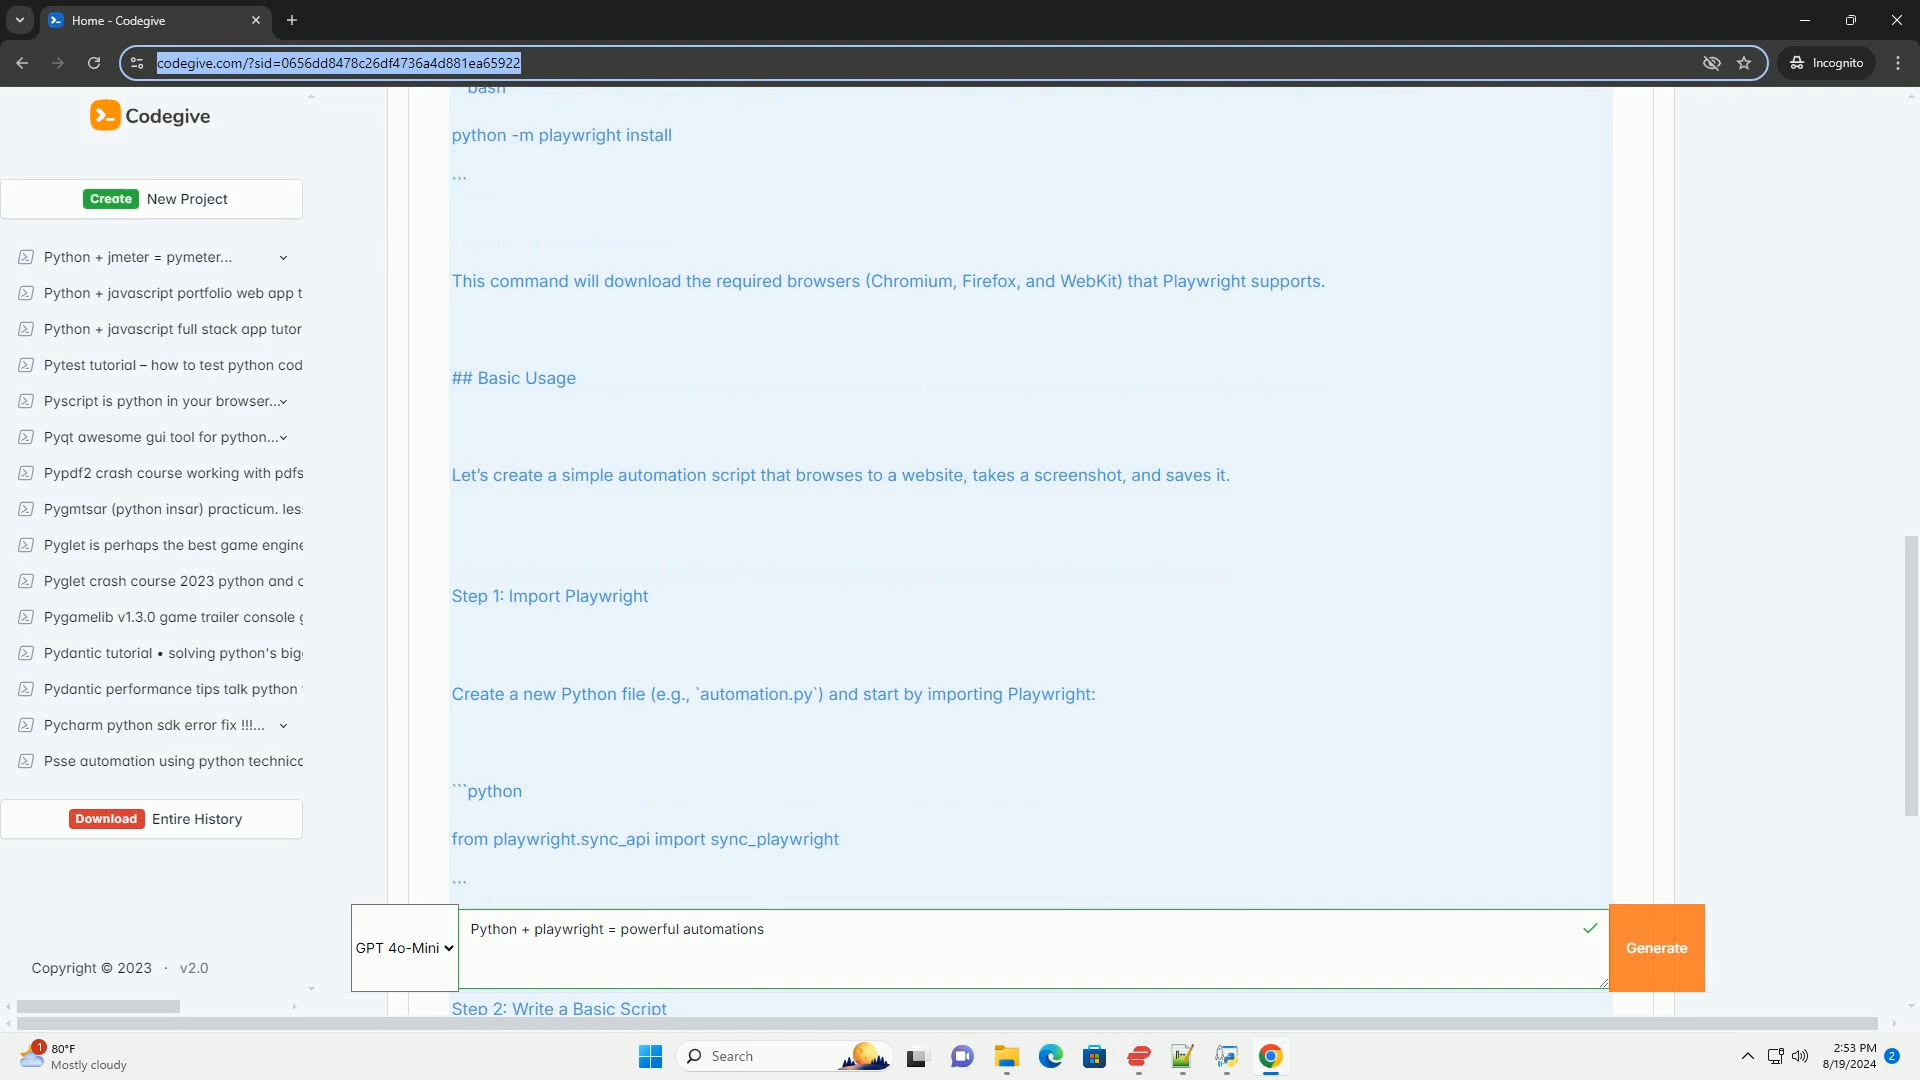 Home - Codegive
codegive.com/?sid=0656dd8478c26df4736a4d881ea65922
Incognito
Codegive
Create New Project
Python + jmeter = pymeter...
Python + javascript portfolio web app t
Python + javascript full stack app tutor
Pytest tutorial – how to test python cod
Pyscript is python in your browser...
Pyqt awesome gui tool for python...
Pypdf2 crash course working with pdfs
Pygmtsar (python insar) practicum. les
Pyglet is perhaps the best game engine
Pyglet crash course 2023 python and c
Pygamelib v1.3.0 game trailer console g
Pydantic tutorial • solving python's big
Pydantic performance tips talk python
Pycharm python sdk error fix !!!...
Psse automation using python technica
Download Entire History
Copyright © 2023 · v2.0
```bash
python -m playwright install
```
This command will download the required browsers (Chromium, Firefox, and WebKit) that Playwright supports.
## Basic Usage
Let’s create a simple automation script that browses to a website, takes a screenshot, and saves it.
Step 1: Import Playwright
Create a new Python file (e.g., `automation.py`) and start by importing Playwright:
```python
from playwright.sync_api import sync_playwright
```
GPT 4o-Mini
Python + playwright = powerful automations
Generate
Step 2: Write a Basic Script
1
80°F
Mostly cloudy
Search
2:53 PM
8/19/2024
2